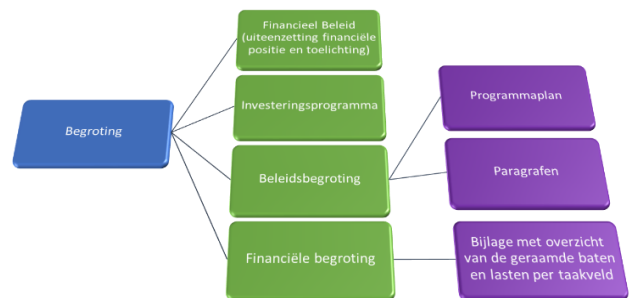 Begroting
Financieel Beleid
(uiteenzetting financiële
positie en toelichting)
Investeringsprogramma
Beleidsbegroting
Financiële begroting
Programmaplan
Paragrafen
Bijlage met overzicht
van de geraamde baten
en lasten per taakveld